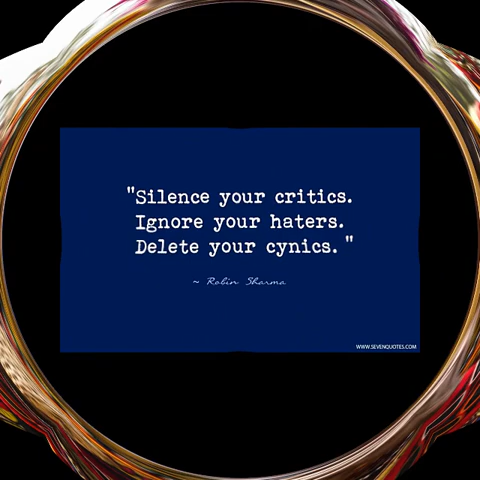 "Silence your critics.
Ignore your haters.
Delete your cynics."
~ Robin Sharma
WWW.SEVENQUOTES.COM